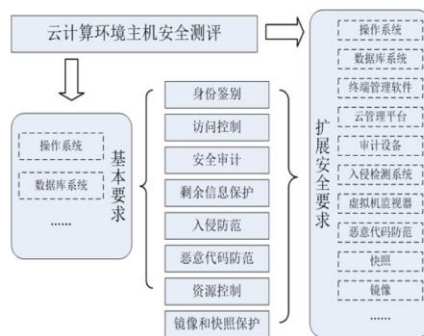 云计算环境主机安全测评
操作系统
数据库系统
......
基本要求
身份鉴别
访问控制
安全审计
剩余信息保护
入侵防范
恶意代码防范
资源控制
镜像和快照保护
扩展安全要求
操作系统
数据库系统
终端管理软件
云管理平台
审计设备
入侵检测系统
虚拟机监视器
恶意代码防范
快照
镜像
......